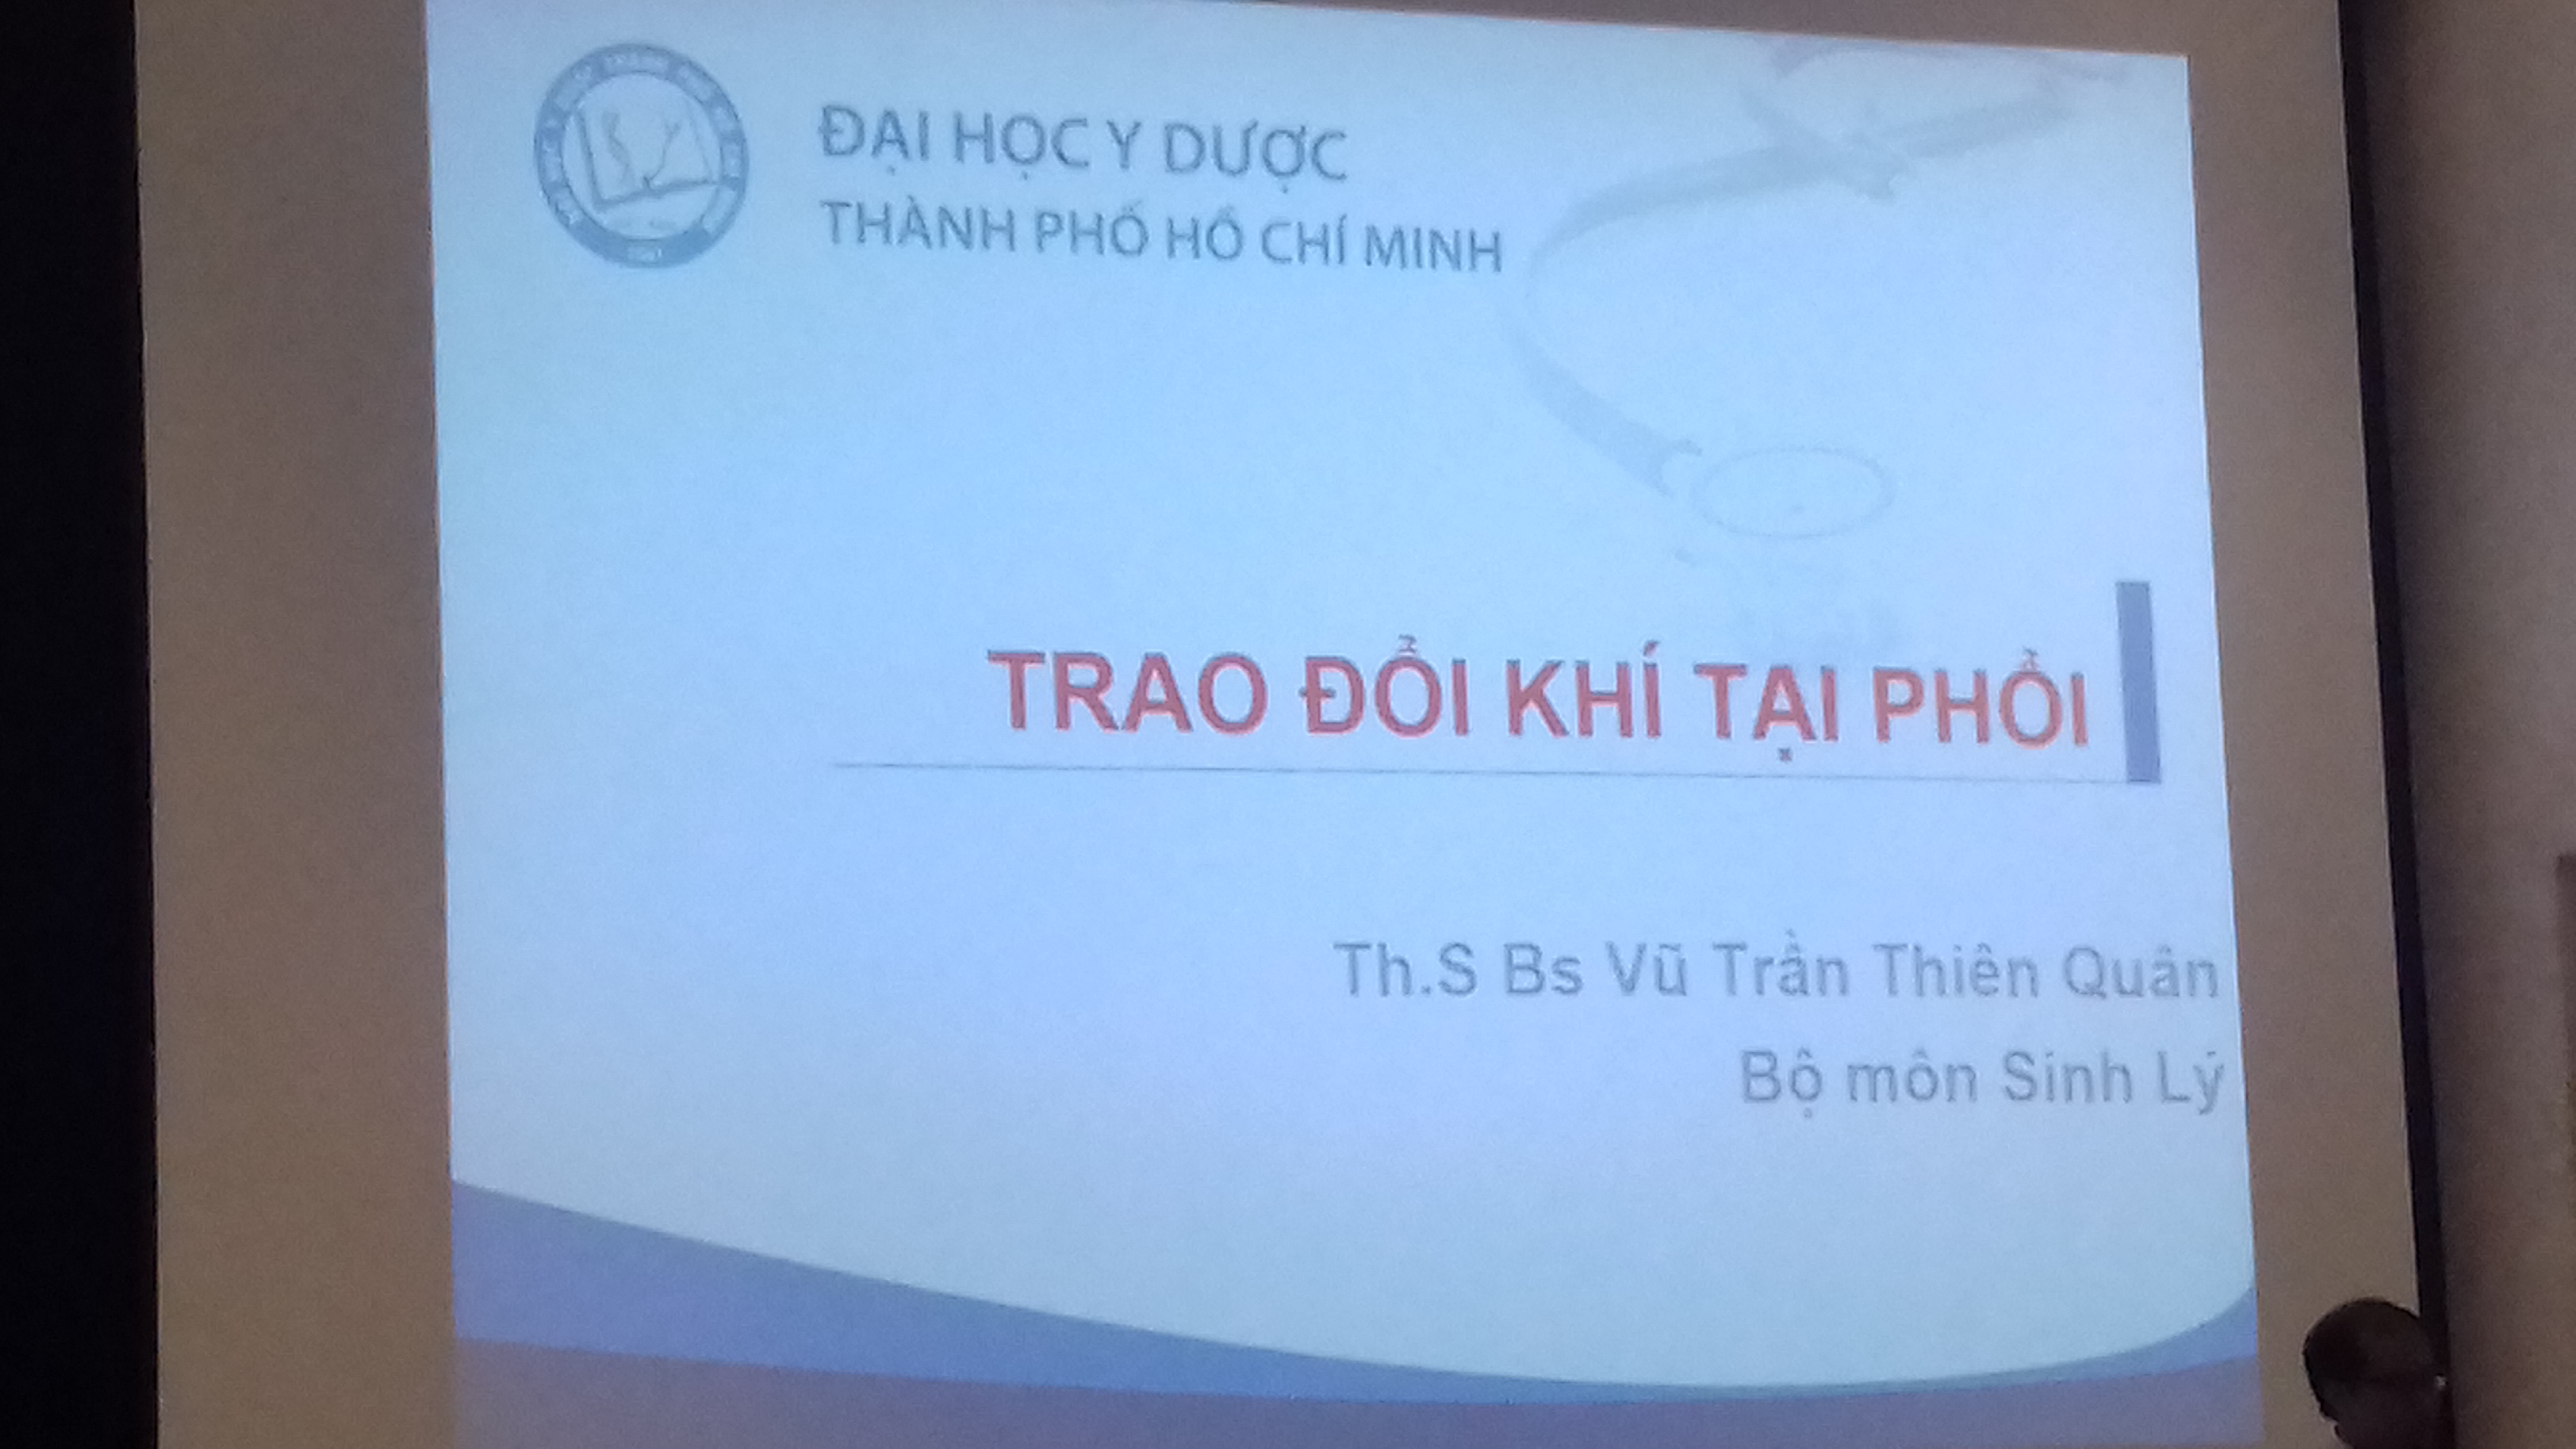 ĐẠI HỌC Y DƯỢC
THÀNH PHỐ HỒ CHÍ MINH
TRAO ĐỔI KHÍ TẠI PHỔI
Th.S Bs Vũ Trần Thiên Quân
Bộ môn Sinh Lý